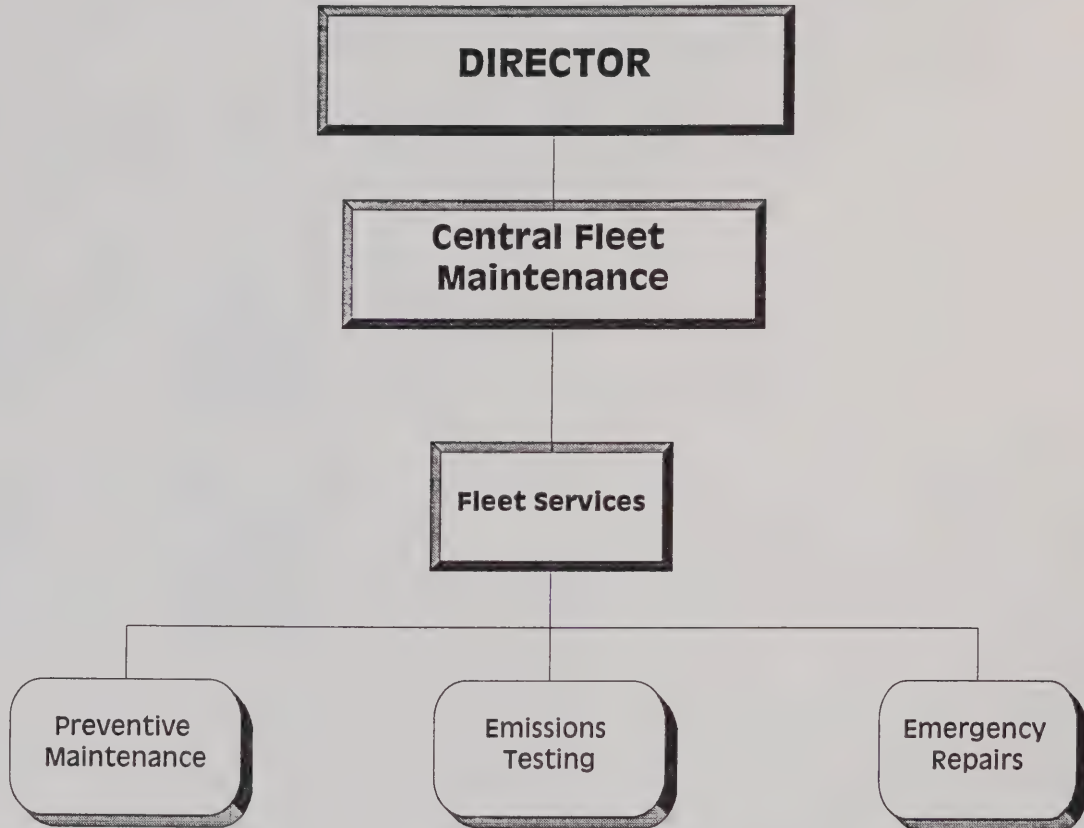 DIRECTOR
Central Fleet
Maintenance
Fleet Services
Preventive
Maintenance
Emissions
Testing
Emergency
Repairs